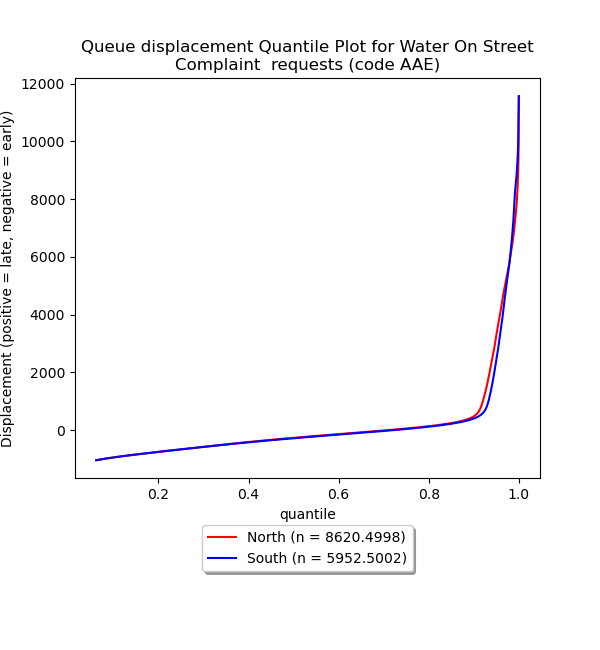 Queue displacement Quantile Plot for Water On Street
Complaint  requests (code AAE)
Displacement (positive = late, negative = early)
12000
10000
8000
6000
4000
2000
0
0.2
0.4
0.6
0.8
1.0
quantile
North (n = 8620.4998)
South (n = 5952.5002)